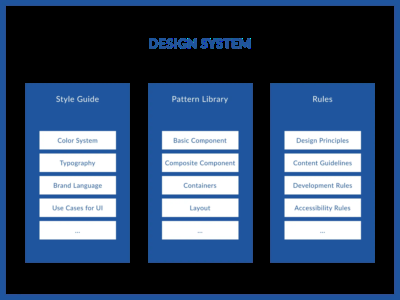 DESIGN SYSTEM
Style Guide
Color System
Typography
Brand Language
Use Cases for UI
...
Pattern Library
Basic Component
Composite Component
Containers
Layout
...
Rules
Design Principles
Content Guidelines
Development Rules
Accessibility Rules
...